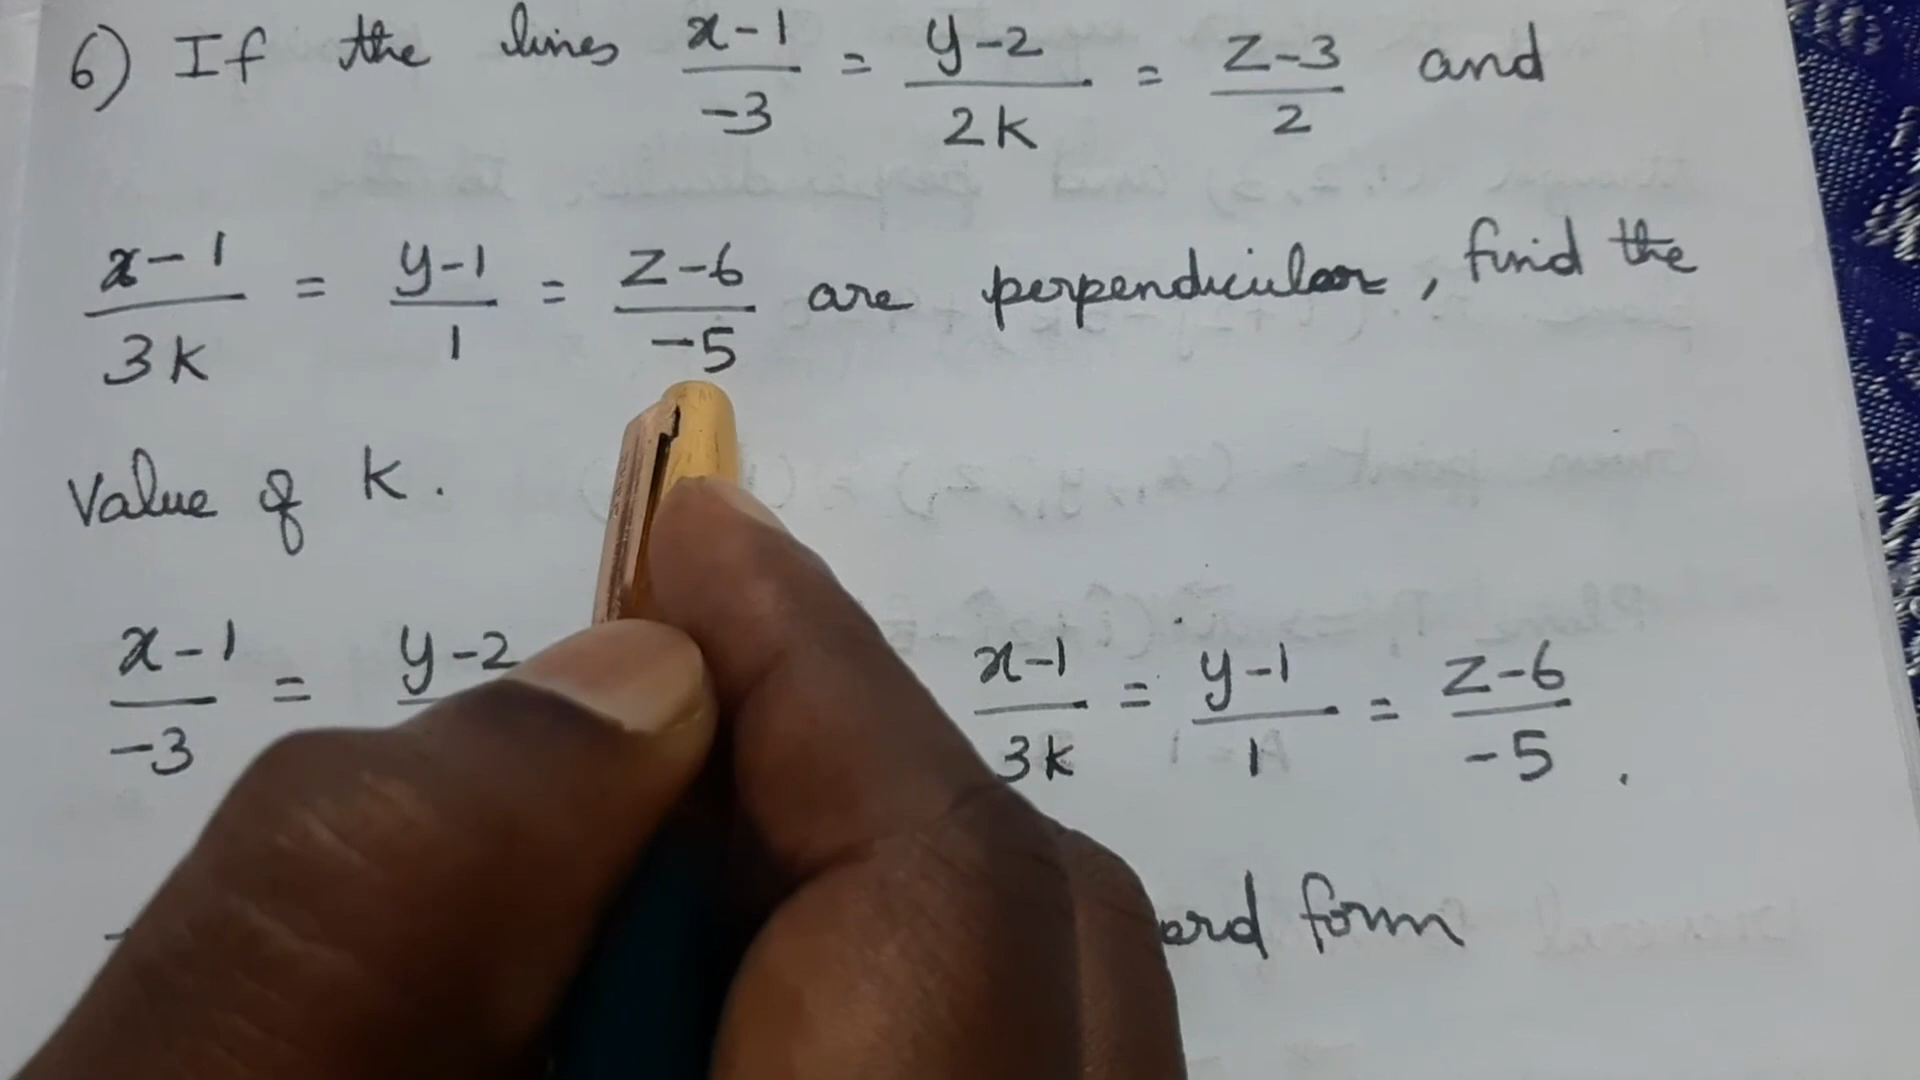 6) If the lines x-1/-3 = y-2/2k = z-3/2 and
x-1/3k = y-1/1 = z-6/-5 are perpendicular, find the
value of k.
x-1/-3 = y-2 x-1/3k = y-1/1 = z-6/-5 .
form